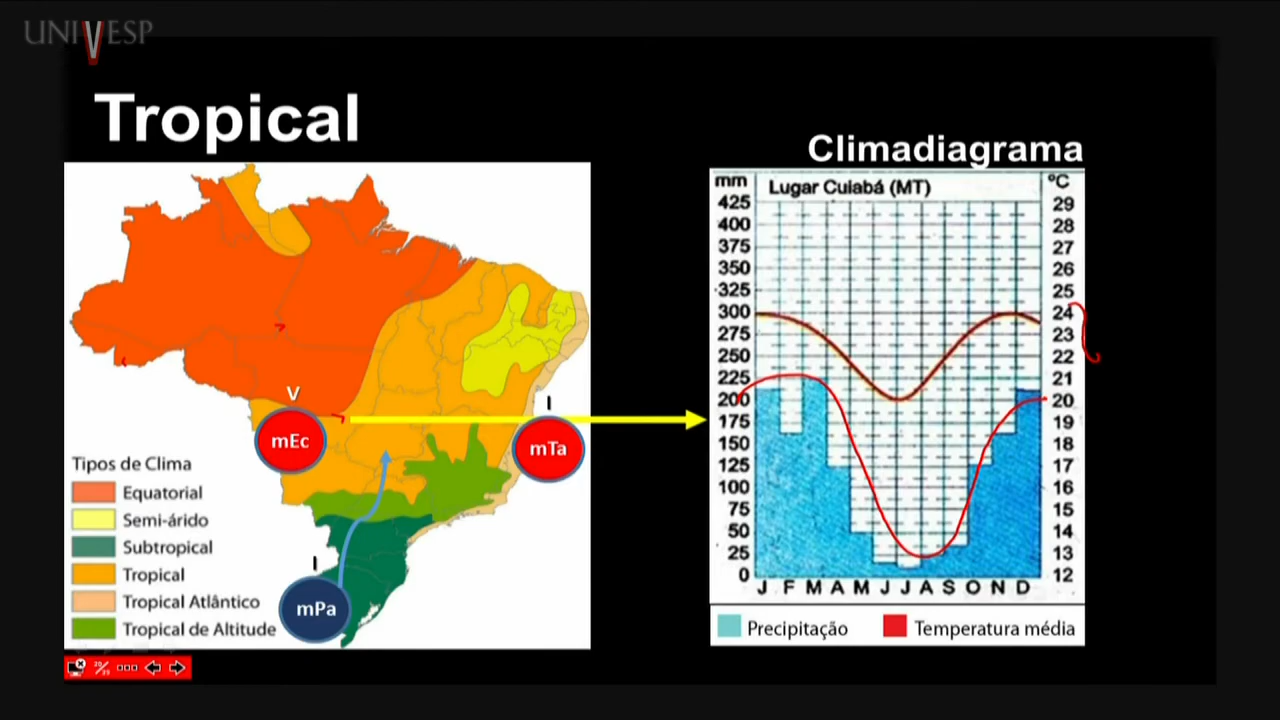 UNIVESP
Tropical
Climadiagrama
mm
Lugar Cuiabá (MT)
ºC
425
400
375
350
325
300
275
250
225
200
175
150
125
100
75
50
25
0
29
28
27
26
25
24
23
22
21
20
19
18
17
16
15
14
13
12
J F M A M J J A S O N D
Precipitação
Temperatura média
V
mEc
I
mTa
I
mPa
Tipos de Clima
Equatorial
Semi-árido
Subtropical
Tropical
Tropical Atlântico
Tropical de Altitude